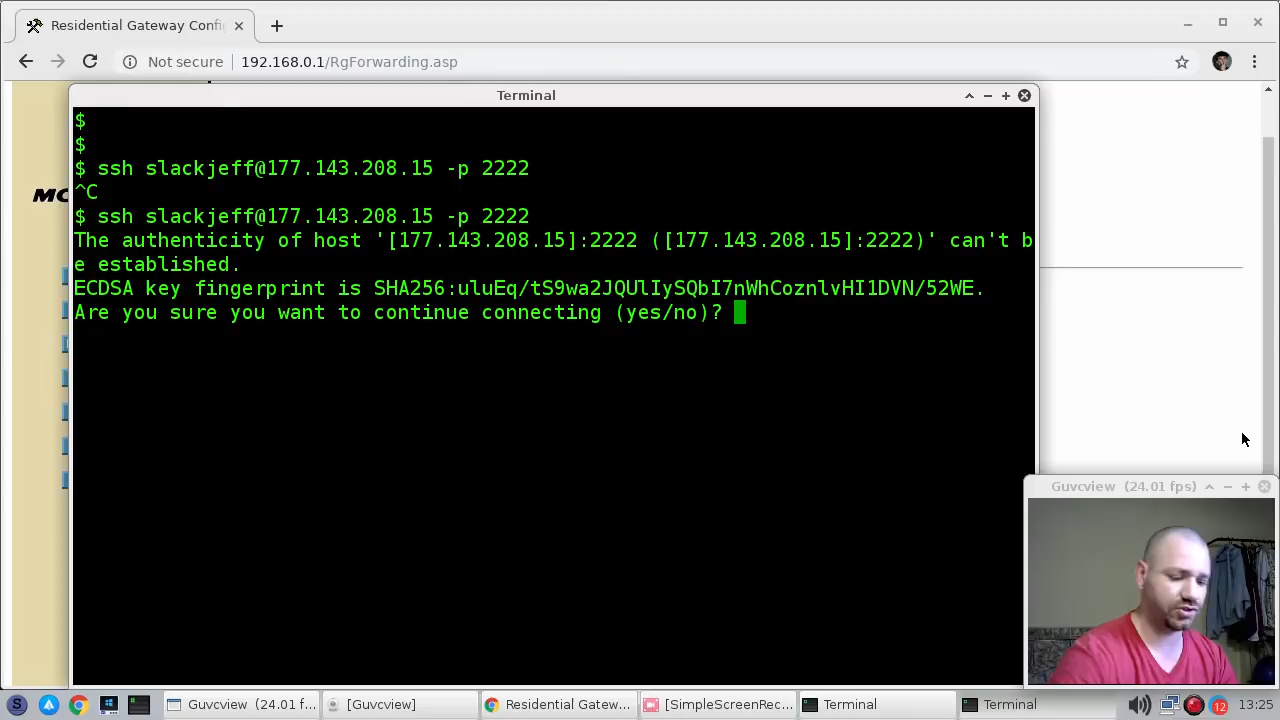 Residential Gateway Confi
Not secure
192.168.0.1/RgForwarding.asp
Terminal
$
$
$ ssh slackjeff@177.143.208.15 -p 2222
^C
$ ssh slackjeff@177.143.208.15 -p 2222
The authenticity of host '[177.143.208.15]:2222 ([177.143.208.15]:2222)' can't b
e established.
ECDSA key fingerprint is SHA256:uluEq/tS9wa2JQUlIySQbI7nWhCoznlvHI1DVN/52WE.
Are you sure you want to continue connecting (yes/no)?
Guvcview (24.01 fps)
Guvcview (24.01 f...
[Guvcview]
Residential Gatew...
[SimpleScreenRec...
Terminal
Terminal
12
13:25